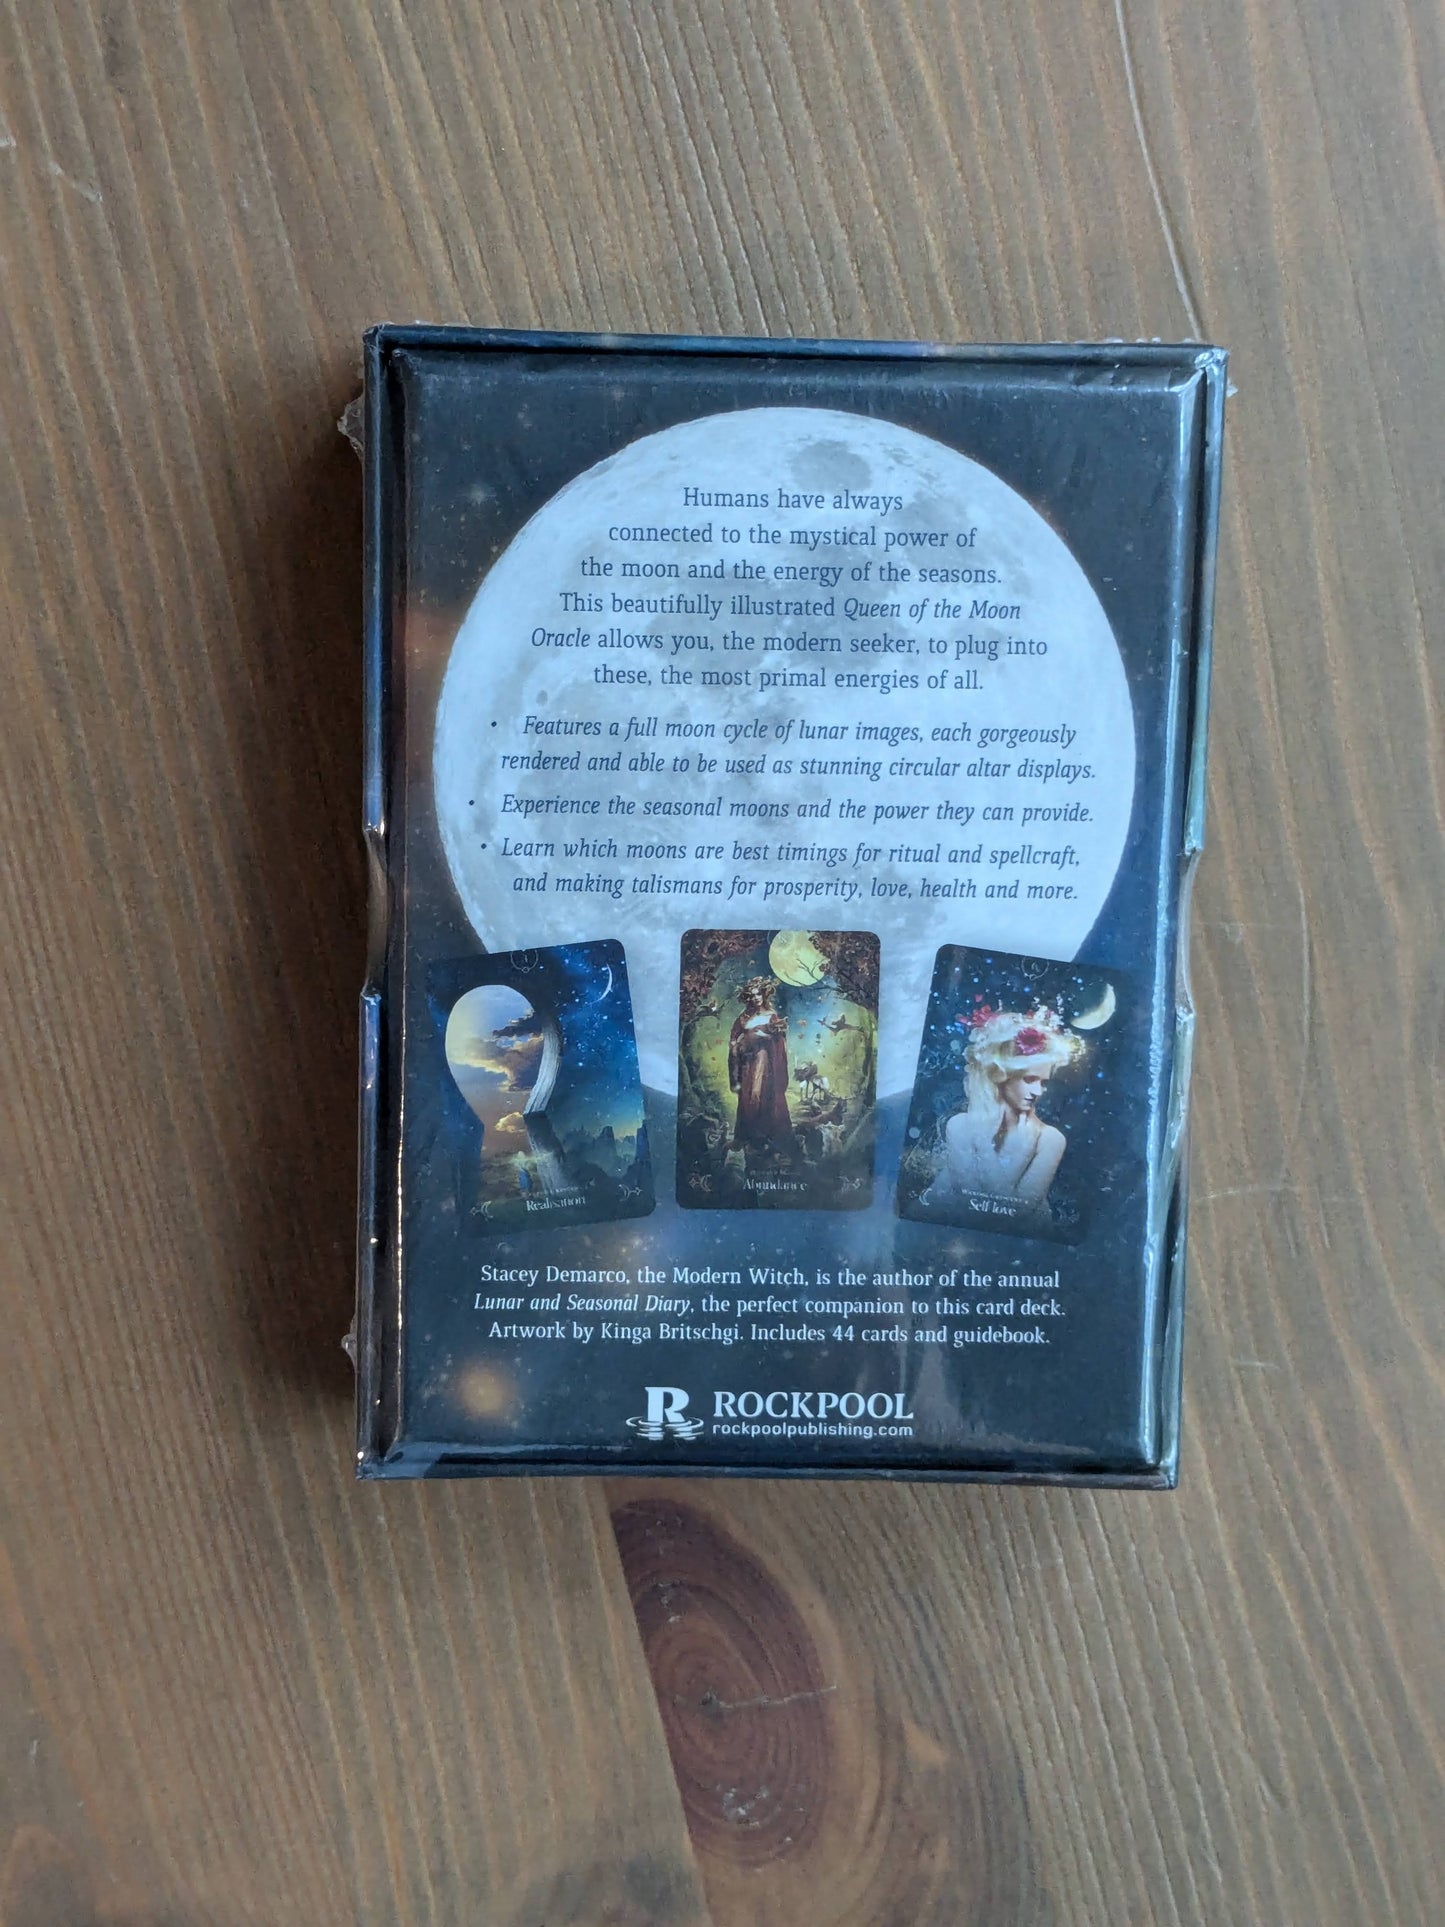 Humans have always
connected to the mystical power of
the moon and the energy of the seasons.
This beautifully illustrated Queen of the Moon
Oracle allows you, the modern seeker, to plug into
these, the most primal energies of all.
• Features a full moon cycle of lunar images, each gorgeously
rendered and able to be used as stunning circular altar displays.
• Experience the seasonal moons and the power they can provide.
• Learn which moons are best timings for ritual and spellcraft,
and making talismans for prosperity, love, health and more.
Realisation
Abundance
Self love
Stacey Demarco, the Modern Witch, is the author of the annual
Lunar and Seasonal Diary, the perfect companion to this card deck.
Artwork by Kinga Britschgi. Includes 44 cards and guidebook.
R ROCKPOOL
rockpoolpublishing.com